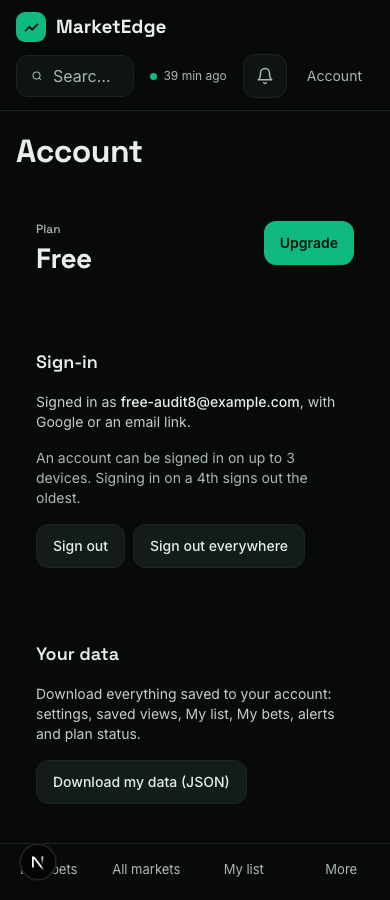 MarketEdge
Searc...
39 min ago
Account
Account
Plan
Free
Upgrade
Sign-in
Signed in as free-audit8@example.com, with
Google or an email link.
An account can be signed in on up to 3
devices. Signing in on a 4th signs out the
oldest.
Sign out
Sign out everywhere
Your data
Download everything saved to your account:
settings, saved views, My list, My bets, alerts
and plan status.
Download my data (JSON)
N
All markets
My list
More